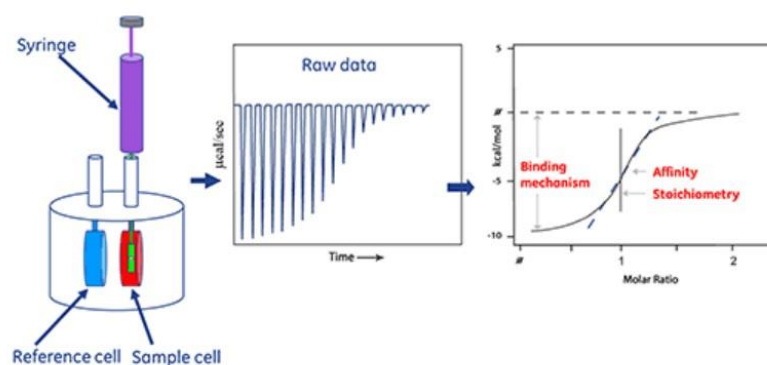 Syringe
Reference cell
Sample cell
Raw data
µcal/sec
Time
5
kcal/mol
-5
-10
Binding
mechanism
Affinity
Stoichiometry
1
2
Molar Ratio